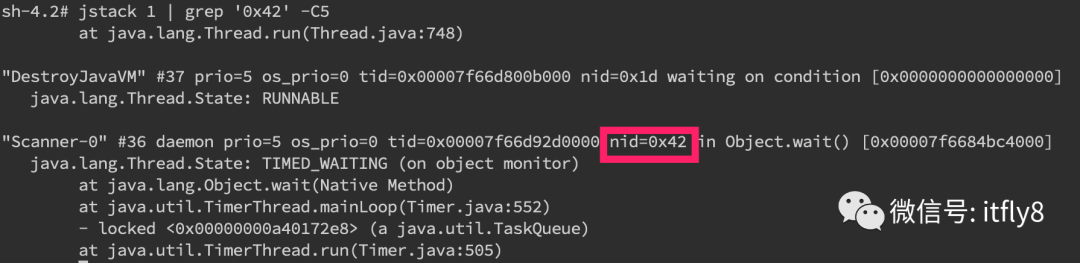 sh-4.2# jstack 1 | grep '0x42' -C5
at java.lang.Thread.run(Thread.java:748)
"DestroyJavaVM" #37 prio=5 os_prio=0 tid=0x00007f66d800b000 nid=0x1d waiting on condition [0x0000000000000000]
java.lang.Thread.State: RUNNABLE
"Scanner-0" #36 daemon prio=5 os_prio=0 tid=0x00007f66d92d0000 nid=0x42 in Object.wait() [0x00007f6684bc4000]
java.lang.Thread.State: TIMED_WAITING (on object monitor)
at java.lang.Object.wait(Native Method)
at java.util.TimerThread.mainLoop(Timer.java:552)
- locked <0x00000000a40172e8> (a java.util.TaskQueue)
at java.util.TimerThread.run(Timer.java:505)
微信号: itfly8